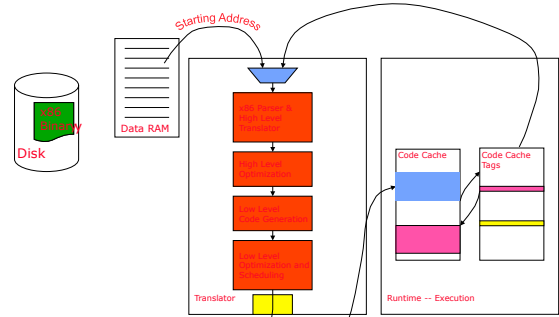 Starting Address
x86
Binary
Disk
Data RAM
x86 Parser &
High Level
Translator
High Level
Optimization
Low Level
Code Generation
Low Level
Optimization and
Scheduling
Translator
Code Cache
Code Cache
Tags
Runtime -- Execution